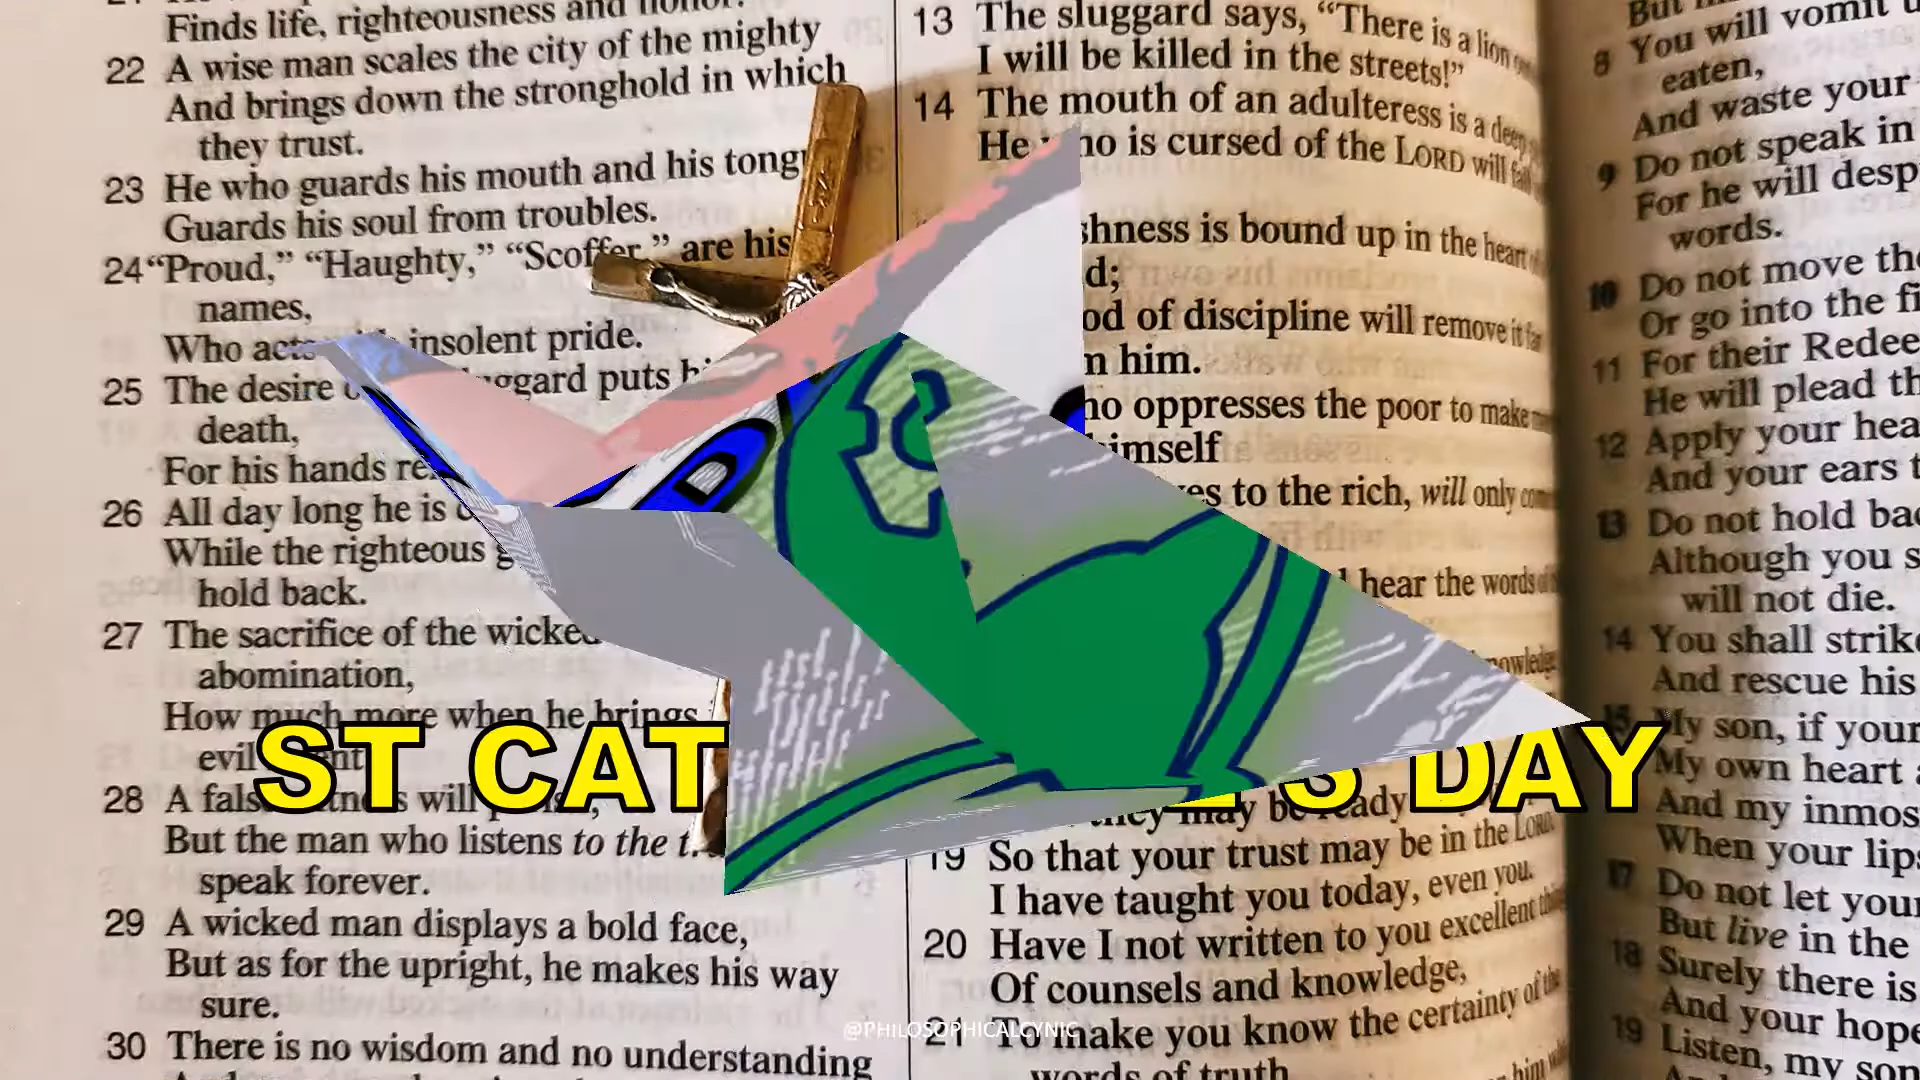 Finds life, righteousness and honor.
22 A wise man scales the city of the mighty
And brings down the stronghold in which
they trust.
23 He who guards his mouth and his tong
Guards his soul from troubles.
24 “Proud,” “Haughty,” “Scoffer,” are his
names,
Who acts insolent pride.
25 The desire ggard puts hi
death,
For his hands re
26 All day long he is
While the righteous g
hold back.
27 The sacrifice of the wicked
abomination,
How much more when he brings
evil
28 A false will
But the man who listens to the t
speak forever.
29 A wicked man displays a bold face,
But as for the upright, he makes his way
sure.
30 There is no wisdom and no understanding
13 The sluggard says, “There is a lion
I will be killed in the streets!”
14 The mouth of an adulteress is a deep
He who is cursed of the LORD will fall
shness is bound up in the heart
d;
od of discipline will remove it far
m him.
ho oppresses the poor to make
himself
es to the rich, will only come
hear the words of
nowledge
they may be ready
19 So that your trust may be in the LORD,
I have taught you today, even you.
20 Have I not written to you excellent
Of counsels and knowledge,
21 To make you know the certainty of the
words of truth
8 You will vomit
eaten,
And waste your
9 Do not speak in
For he will desp
words.
10 Do not move the
Or go into the fi
11 For their Redee
He will plead th
12 Apply your hea
And your ears t
13 Do not hold bac
Although you s
will not die.
14 You shall strike
And rescue his
15 My son, if your
My own heart
And my inmos
When your lips
17 Do not let your
But live in the
18 Surely there is
And your hope
19 Listen, my son
ST CAT 'S DAY
@PHILOSOPHICALCYNIC